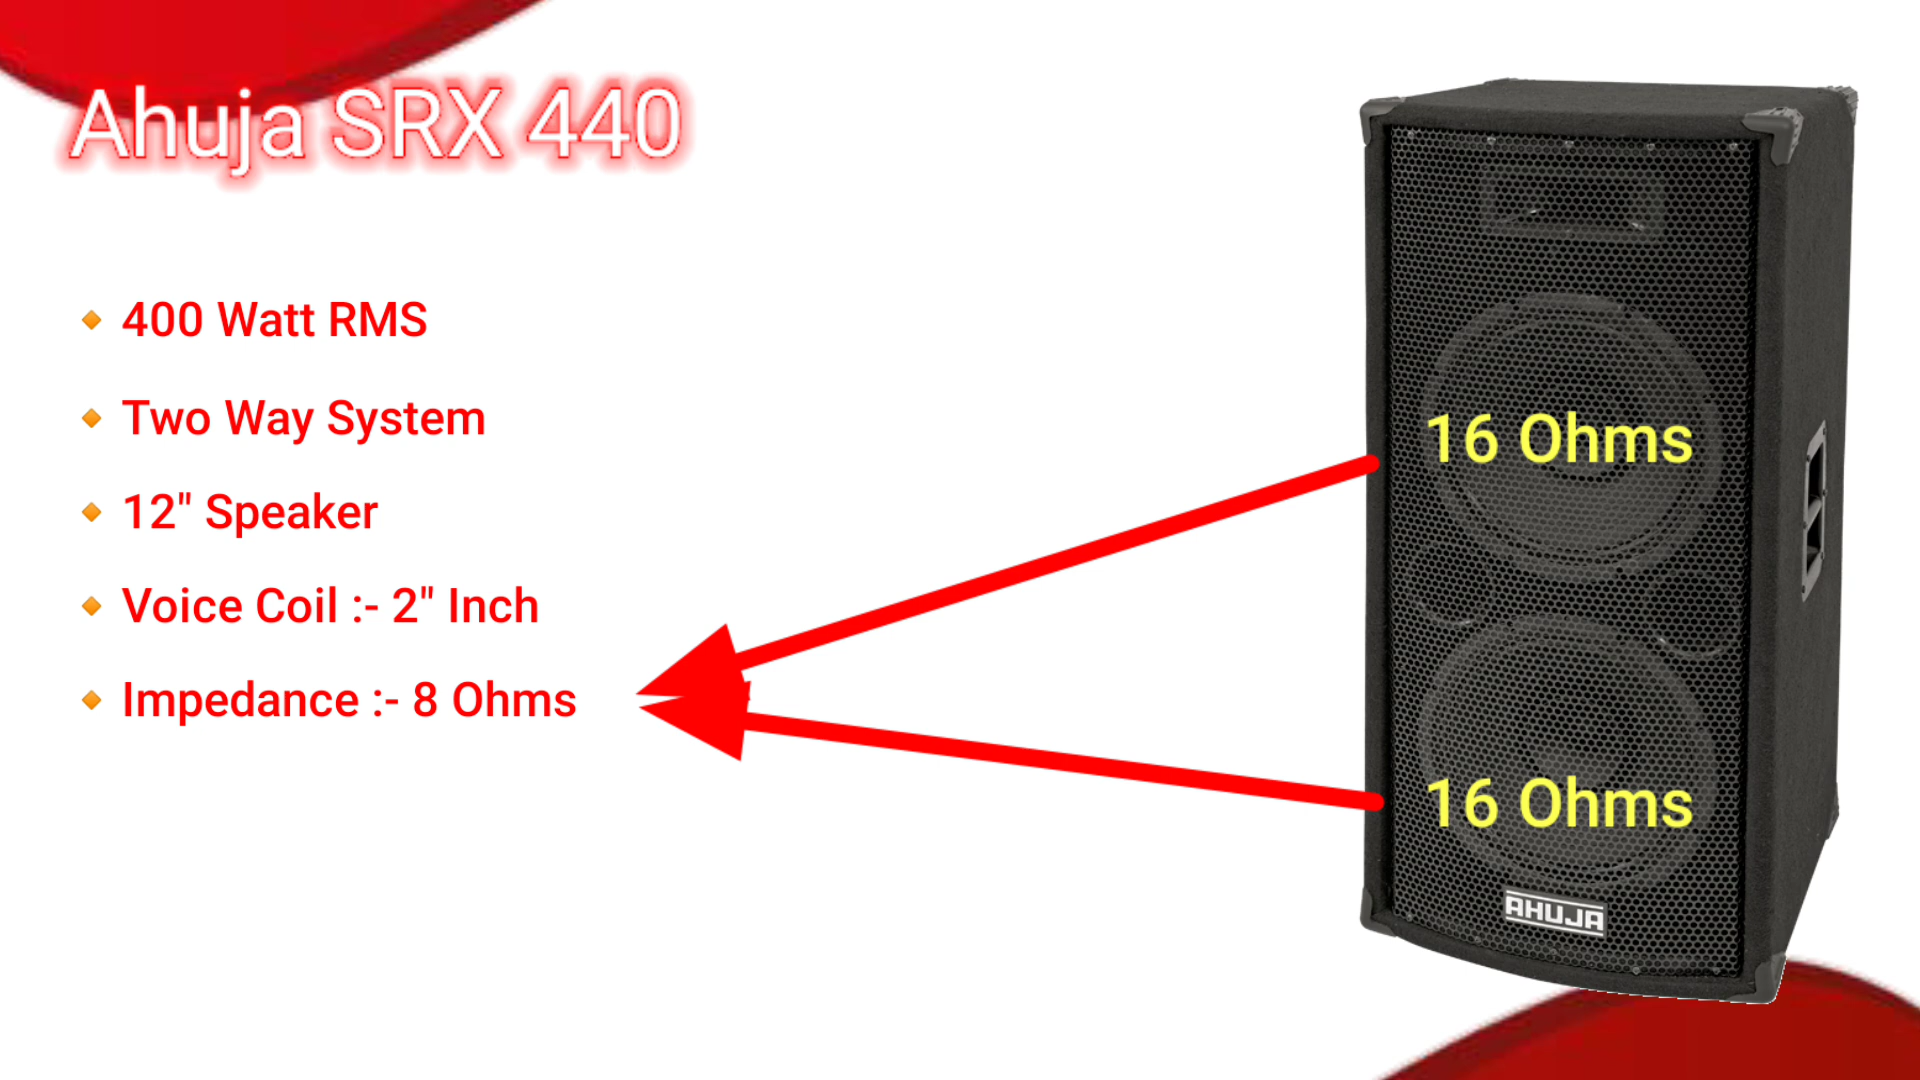 Ahuja SRX 440
400 Watt RMS
Two Way System
12" Speaker
Voice Coil :- 2" Inch
Impedance :- 8 Ohms
16 Ohms
16 Ohms
AHUJA